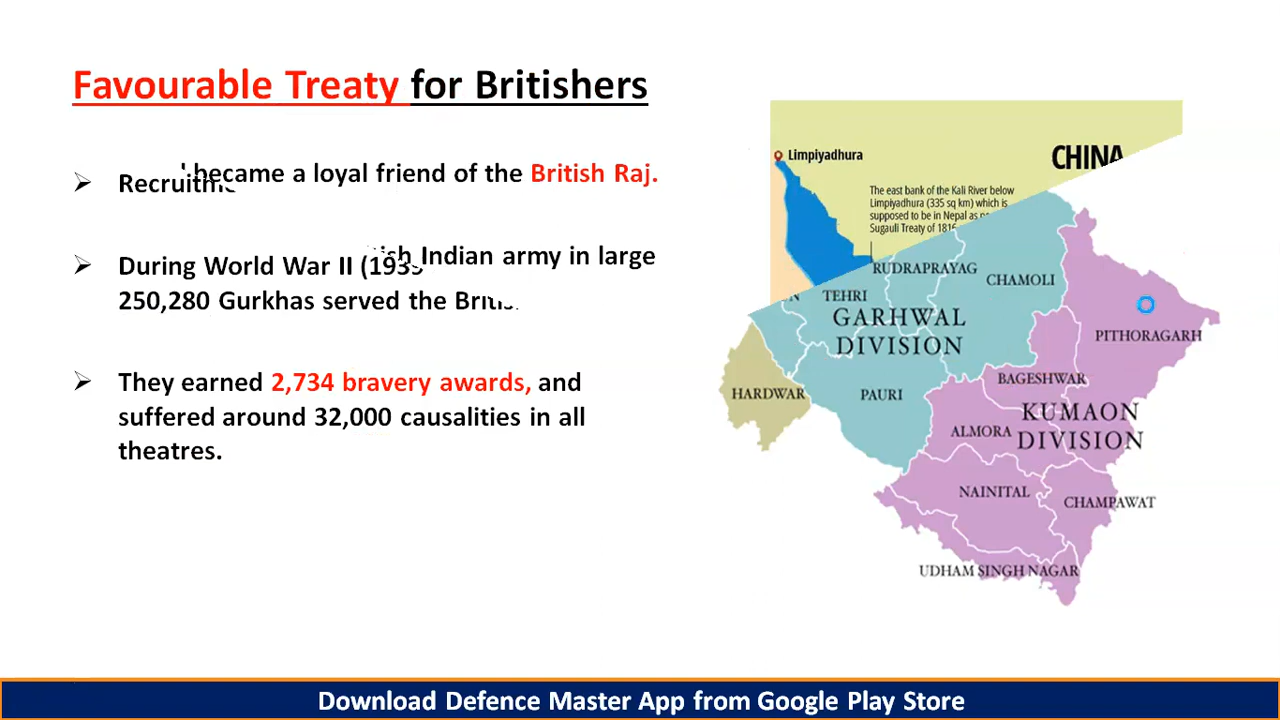 Favourable Treaty for Britishers
became a loyal friend of the British Raj.
During World War II
Indian army in large
250,280 Gurkhas served the
They earned 2,734 bravery awards, and
suffered around 32,000 causalities in all
theatres.
Limpiyadhura
CHINA
The east bank of the Kali River below
Limpiyadhura (335 sq km) which is
supposed to be in Nepal as
Sugauli Treaty of 1816
RUDRAPRAYAG
CHAMOLI
TEHRI
GARHWAL
DIVISION
PITHORAGARH
BAGESHWAR
HARDWAR
PAURI
KUMAON
ALMORA
DIVISION
NAINITAL
CHAMPAWAT
UDHAM SINGH NAGAR
Download Defence Master App from Google Play Store